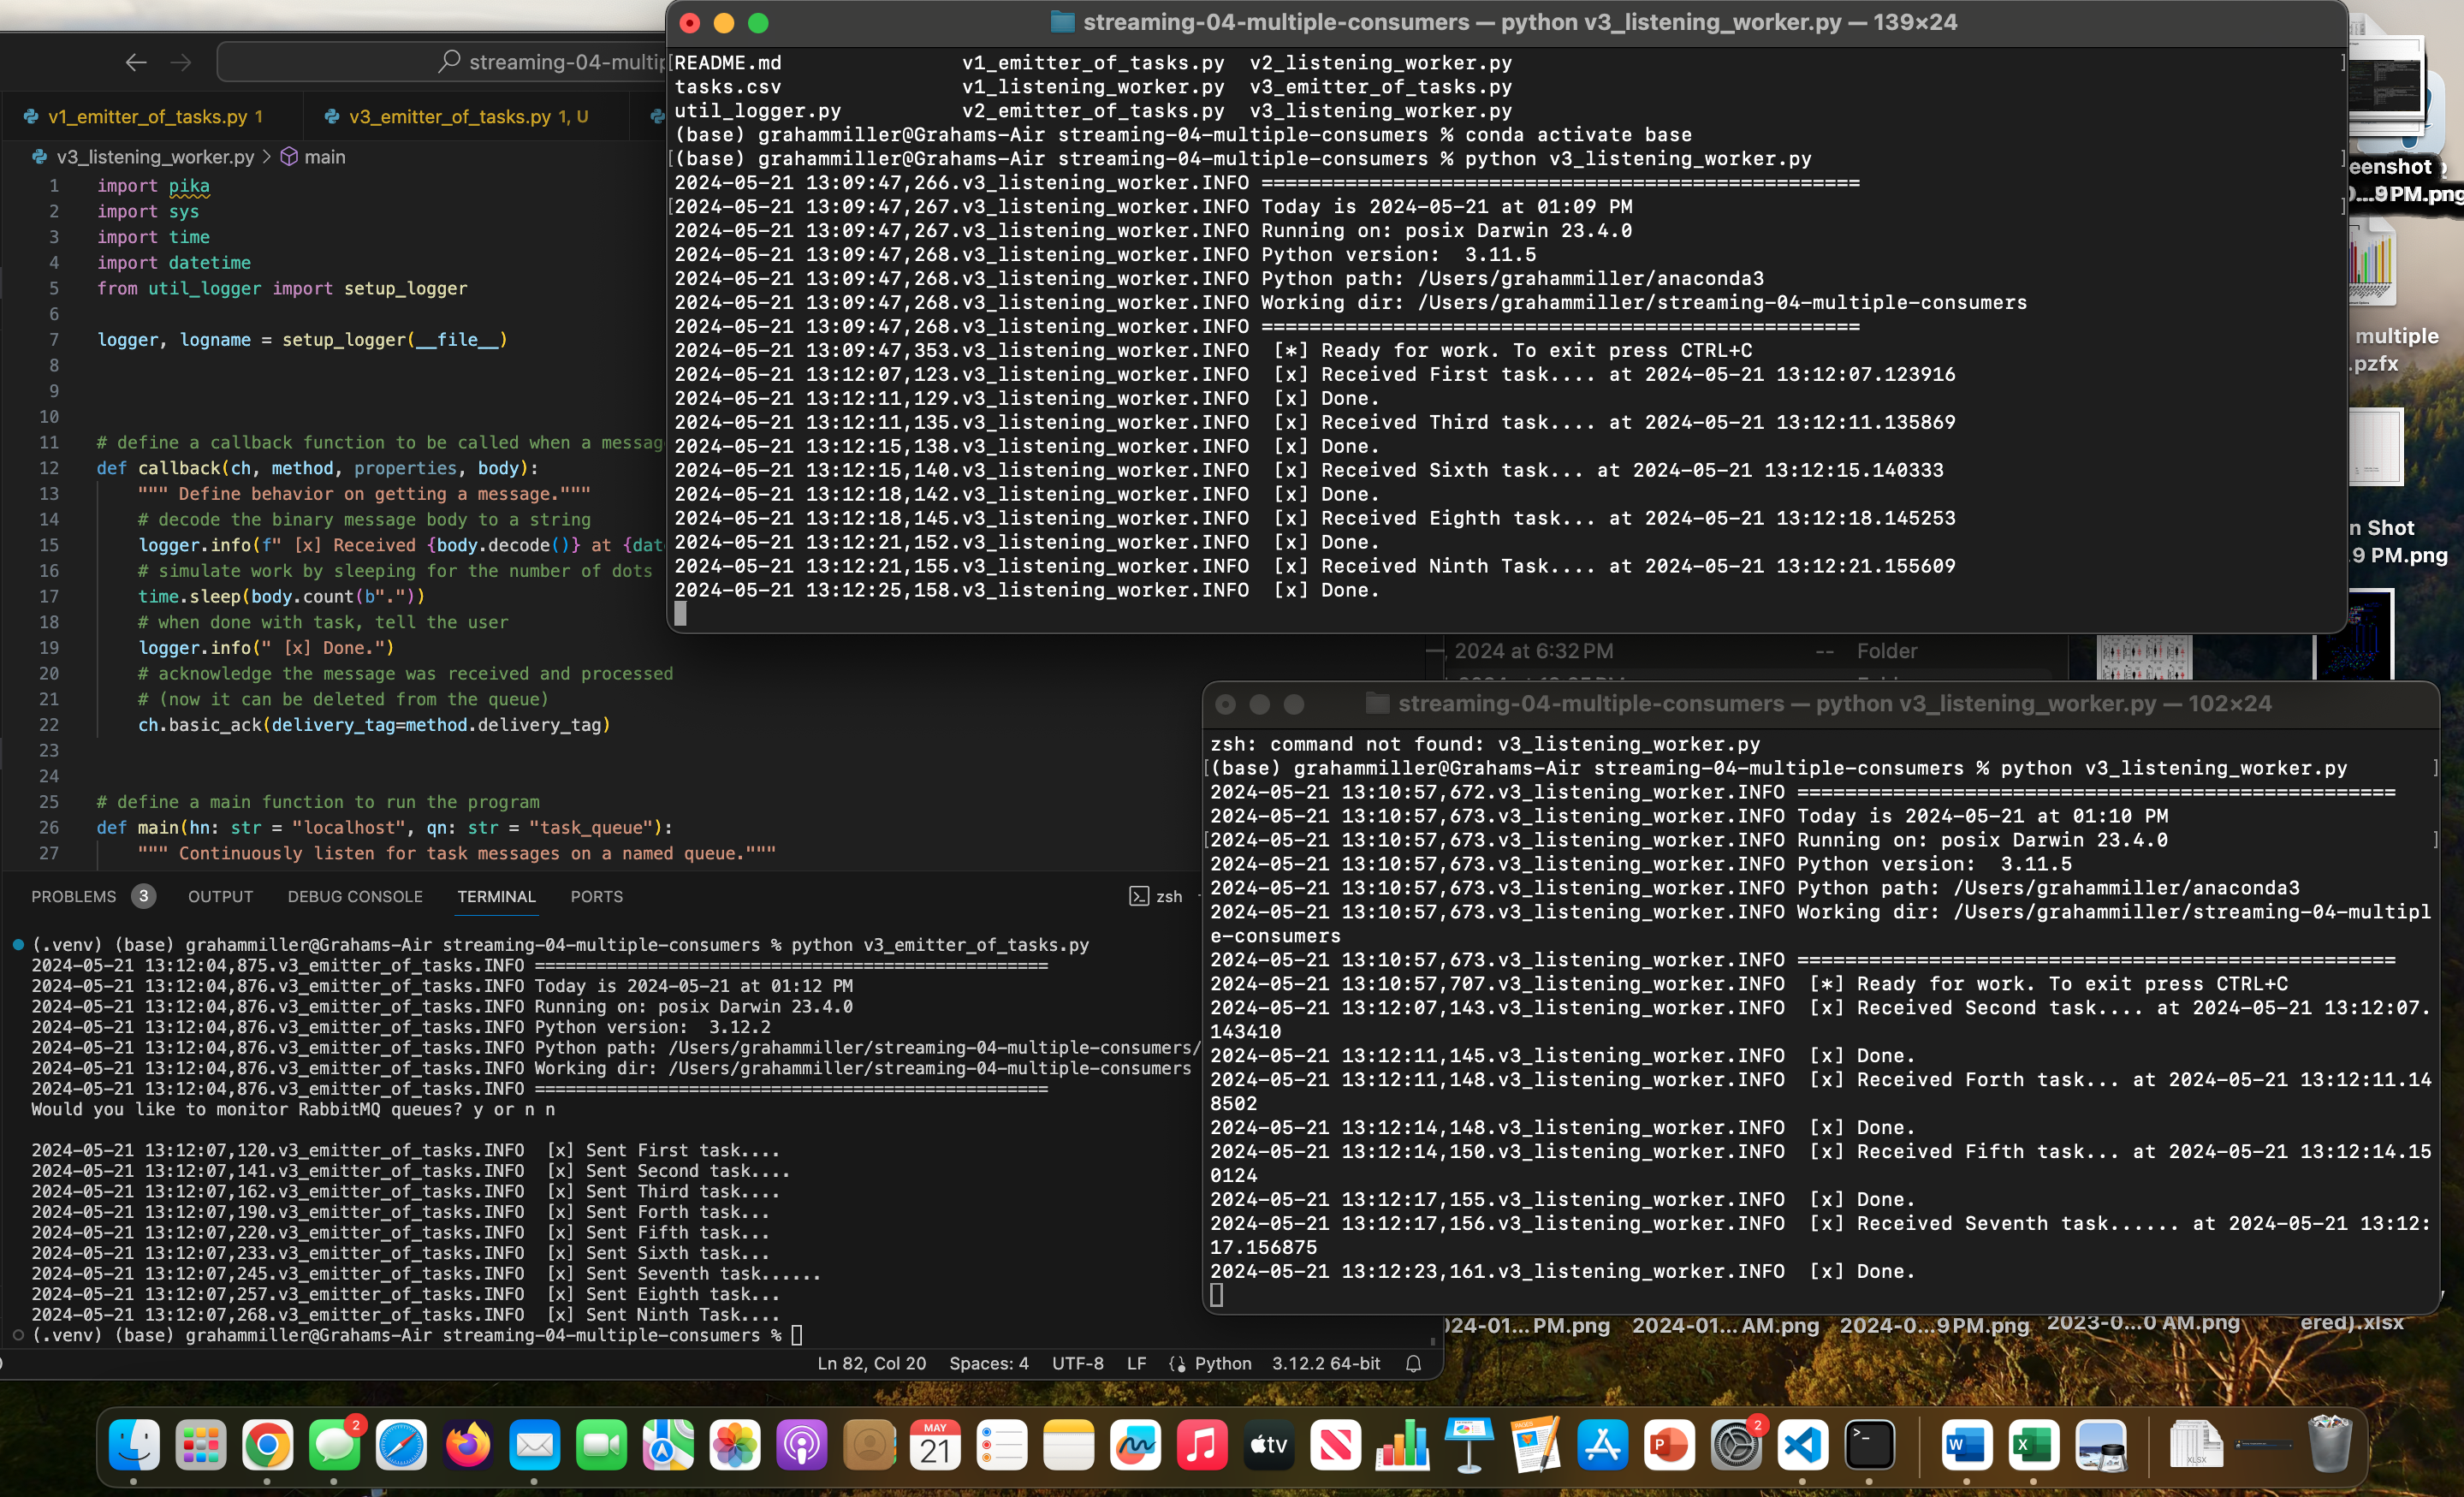 streaming-04-multiple-consumers — python v3_listening_worker.py — 139×24
README.md v1_emitter_of_tasks.py v2_listening_worker.py
tasks.csv v1_listening_worker.py v3_emitter_of_tasks.py
util_logger.py v2_emitter_of_tasks.py v3_listening_worker.py
(base) grahammiller@Grahams-Air streaming-04-multiple-consumers % conda activate base
(base) grahammiller@Grahams-Air streaming-04-multiple-consumers % python v3_listening_worker.py
2024-05-21 13:09:47,266.v3_listening_worker.INFO ==================================================
2024-05-21 13:09:47,267.v3_listening_worker.INFO Today is 2024-05-21 at 01:09 PM
2024-05-21 13:09:47,267.v3_listening_worker.INFO Running on: posix Darwin 23.4.0
2024-05-21 13:09:47,268.v3_listening_worker.INFO Python version:  3.11.5
2024-05-21 13:09:47,268.v3_listening_worker.INFO Python path: /Users/grahammiller/anaconda3
2024-05-21 13:09:47,268.v3_listening_worker.INFO Working dir: /Users/grahammiller/streaming-04-multiple-consumers
2024-05-21 13:09:47,268.v3_listening_worker.INFO ==================================================
2024-05-21 13:09:47,353.v3_listening_worker.INFO  [*] Ready for work. To exit press CTRL+C
2024-05-21 13:12:07,123.v3_listening_worker.INFO  [x] Received First task.... at 2024-05-21 13:12:07.123916
2024-05-21 13:12:11,129.v3_listening_worker.INFO  [x] Done.
2024-05-21 13:12:11,135.v3_listening_worker.INFO  [x] Received Third task.... at 2024-05-21 13:12:11.135869
2024-05-21 13:12:15,138.v3_listening_worker.INFO  [x] Done.
2024-05-21 13:12:15,140.v3_listening_worker.INFO  [x] Received Sixth task... at 2024-05-21 13:12:15.140333
2024-05-21 13:12:18,142.v3_listening_worker.INFO  [x] Done.
2024-05-21 13:12:18,145.v3_listening_worker.INFO  [x] Received Eighth task... at 2024-05-21 13:12:18.145253
2024-05-21 13:12:21,152.v3_listening_worker.INFO  [x] Done.
2024-05-21 13:12:21,155.v3_listening_worker.INFO  [x] Received Ninth Task.... at 2024-05-21 13:12:21.155609
2024-05-21 13:12:25,158.v3_listening_worker.INFO  [x] Done.
streaming-04-multip
v1_emitter_of_tasks.py 1
v3_emitter_of_tasks.py 1, U
v3_listening_worker.py > main
1 import pika
2 import sys
3 import time
4 import datetime
5 from util_logger import setup_logger
6
7 logger, logname = setup_logger(__file__)
8
9
10
11 # define a callback function to be called when a messag
12 def callback(ch, method, properties, body):
13 """ Define behavior on getting a message."""
14 # decode the binary message body to a string
15 logger.info(f" [x] Received {body.decode()} at {dat
16 # simulate work by sleeping for the number of dots
17 time.sleep(body.count(b"."))
18 # when done with task, tell the user
19 logger.info(" [x] Done.")
20 # acknowledge the message was received and processed
21 # (now it can be deleted from the queue)
22 ch.basic_ack(delivery_tag=method.delivery_tag)
23
24
25 # define a main function to run the program
26 def main(hn: str = "localhost", qn: str = "task_queue"):
27 """ Continuously listen for task messages on a named queue."""
PROBLEMS 3 OUTPUT DEBUG CONSOLE TERMINAL PORTS
zsh
(.venv) (base) grahammiller@Grahams-Air streaming-04-multiple-consumers % python v3_emitter_of_tasks.py
2024-05-21 13:12:04,875.v3_emitter_of_tasks.INFO ==================================================
2024-05-21 13:12:04,876.v3_emitter_of_tasks.INFO Today is 2024-05-21 at 01:12 PM
2024-05-21 13:12:04,876.v3_emitter_of_tasks.INFO Running on: posix Darwin 23.4.0
2024-05-21 13:12:04,876.v3_emitter_of_tasks.INFO Python version:  3.12.2
2024-05-21 13:12:04,876.v3_emitter_of_tasks.INFO Python path: /Users/grahammiller/streaming-04-multiple-consumers/
2024-05-21 13:12:04,876.v3_emitter_of_tasks.INFO Working dir: /Users/grahammiller/streaming-04-multiple-consumers
2024-05-21 13:12:04,876.v3_emitter_of_tasks.INFO ==================================================
Would you like to monitor RabbitMQ queues? y or n n
2024-05-21 13:12:07,120.v3_emitter_of_tasks.INFO  [x] Sent First task....
2024-05-21 13:12:07,141.v3_emitter_of_tasks.INFO  [x] Sent Second task....
2024-05-21 13:12:07,162.v3_emitter_of_tasks.INFO  [x] Sent Third task....
2024-05-21 13:12:07,190.v3_emitter_of_tasks.INFO  [x] Sent Forth task...
2024-05-21 13:12:07,220.v3_emitter_of_tasks.INFO  [x] Sent Fifth task...
2024-05-21 13:12:07,233.v3_emitter_of_tasks.INFO  [x] Sent Sixth task...
2024-05-21 13:12:07,245.v3_emitter_of_tasks.INFO  [x] Sent Seventh task......
2024-05-21 13:12:07,257.v3_emitter_of_tasks.INFO  [x] Sent Eighth task...
2024-05-21 13:12:07,268.v3_emitter_of_tasks.INFO  [x] Sent Ninth Task....
(.venv) (base) grahammiller@Grahams-Air streaming-04-multiple-consumers %
Ln 82, Col 20 Spaces: 4 UTF-8 LF Python 3.12.2 64-bit
, 2024 at 6:32 PM -- Folder
streaming-04-multiple-consumers — python v3_listening_worker.py — 102×24
zsh: command not found: v3_listening_worker.py
(base) grahammiller@Grahams-Air streaming-04-multiple-consumers % python v3_listening_worker.py
2024-05-21 13:10:57,672.v3_listening_worker.INFO ==================================================
2024-05-21 13:10:57,673.v3_listening_worker.INFO Today is 2024-05-21 at 01:10 PM
2024-05-21 13:10:57,673.v3_listening_worker.INFO Running on: posix Darwin 23.4.0
2024-05-21 13:10:57,673.v3_listening_worker.INFO Python version:  3.11.5
2024-05-21 13:10:57,673.v3_listening_worker.INFO Python path: /Users/grahammiller/anaconda3
2024-05-21 13:10:57,673.v3_listening_worker.INFO Working dir: /Users/grahammiller/streaming-04-multipl
e-consumers
2024-05-21 13:10:57,673.v3_listening_worker.INFO ==================================================
2024-05-21 13:10:57,707.v3_listening_worker.INFO  [*] Ready for work. To exit press CTRL+C
2024-05-21 13:12:07,143.v3_listening_worker.INFO  [x] Received Second task.... at 2024-05-21 13:12:07.
143410
2024-05-21 13:12:11,145.v3_listening_worker.INFO  [x] Done.
2024-05-21 13:12:11,148.v3_listening_worker.INFO  [x] Received Forth task... at 2024-05-21 13:12:11.14
8502
2024-05-21 13:12:14,148.v3_listening_worker.INFO  [x] Done.
2024-05-21 13:12:14,150.v3_listening_worker.INFO  [x] Received Fifth task... at 2024-05-21 13:12:14.15
0124
2024-05-21 13:12:17,155.v3_listening_worker.INFO  [x] Done.
2024-05-21 13:12:17,156.v3_listening_worker.INFO  [x] Received Seventh task...... at 2024-05-21 13:12:
17.156875
2024-05-21 13:12:23,161.v3_listening_worker.INFO  [x] Done.
eenshot
...9 PM.png
multiple
.pzfx
n Shot
9 PM.png
024-01...PM.png 2024-01...AM.png 2024-0...9 PM.png 2023-0...0 AM.png ered).xlsx
2
MAY
21
tv
P
2
W
X
XLSX